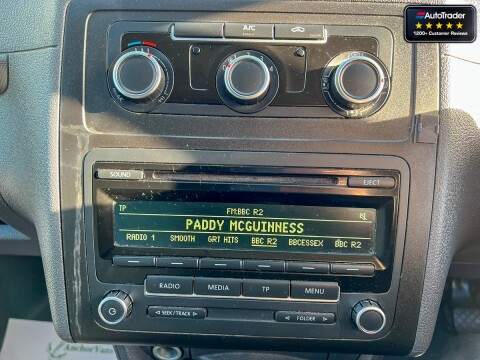 AutoTrader
1200+ Customer Reviews
A/C
SOUND
EJECT
TP
FM:BBC R2
PADDY MCGUINNESS
RADIO 1 SMOOTH GRT HITS BBC R2 BBCESSEX BBC R2
RADIO MEDIA TP MENU
SEEK / TRACK
FOLDER